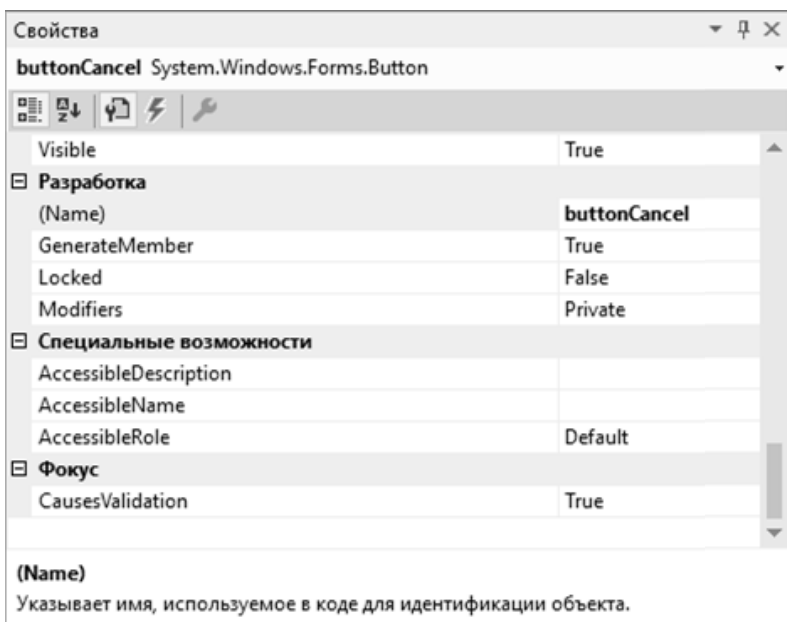 Свойства
buttonCancel System.Windows.Forms.Button
Visible True
Разработка
(Name) buttonCancel
GenerateMember True
Locked False
Modifiers Private
Специальные возможности
AccessibleDescription
AccessibleName
AccessibleRole Default
Фокус
CausesValidation True
(Name)
Указывает имя, используемое в коде для идентификации объекта.